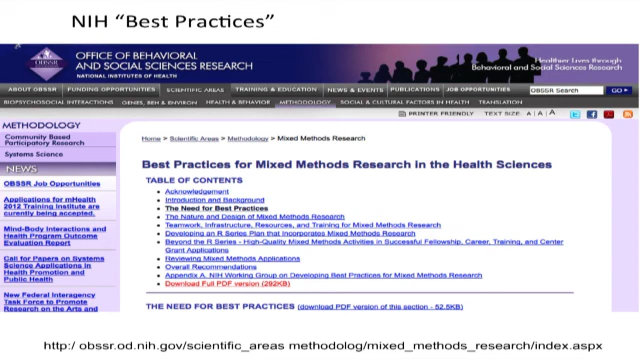 NIH “Best Practices”
OFFICE OF BEHAVIORAL
AND SOCIAL SCIENCES RESEARCH
NATIONAL INSTITUTES OF HEALTH
OBSSR
Healthier Lives through
Behavioral and Social Sciences Research
ABOUT OBSSR FUNDING OPPORTUNITIES SCIENTIFIC AREAS TRAINING & EDUCATION NEWS & EVENTS PUBLICATIONS JOB OPPORTUNITIES OBSSR Search GO
BIOPSYCHOSOCIAL INTERACTIONS GENES, BEH & ENVIRON HEALTH & BEHAVIOR METHODOLOGY SOCIAL & CULTURAL FACTORS IN HEALTH TRANSLATION
PRINTER FRIENDLY TEXT SIZE: A | A | A
METHODOLOGY
Community Based
Participatory Research
Systems Science
NEWS
OBSSR Job Opportunities
Applications for mHealth
2012 Training Institute are
curently being accepted.
Mind-Body Interactions and
Health Program Outcome
Evaluation Report
Call for Papers on Systems
Science Applications in
Health Promotion and
Public Health
New Federal Interagency
Task Force to Promote
Research on the Arts and
Home > Scientific Areas > Methodology > Mixed Methods Research
Best Practices for Mixed Methods Research in the Health Sciences
TABLE OF CONTENTS
Acknowledgement
Introduction and Background
The Need for Best Practices
The Nature and Design of Mixed Methods Research
Teamwork, Infrastructure, Resources, and Training for Mixed Methods Research
Developing an R Series Plan that Incorporates Mixed Methods Research
Beyond the R Series - High-Quality Mixed Methods Activities in Successful Fellowship, Career, Training, and Center
Grant Applications
Reviewing Mixed Methods Applications
Overall Recommendations
Appendix A. NIH Working Group on Developing Best Practices for Mixed Methods Research
Download Full PDF version (292KB)
THE NEED FOR BEST PRACTICES (download PDF version of this section - 52.5KB)
http:/ obssr.od.nih.gov/scientific_areas methodolog/mixed_methods_research/index.aspx